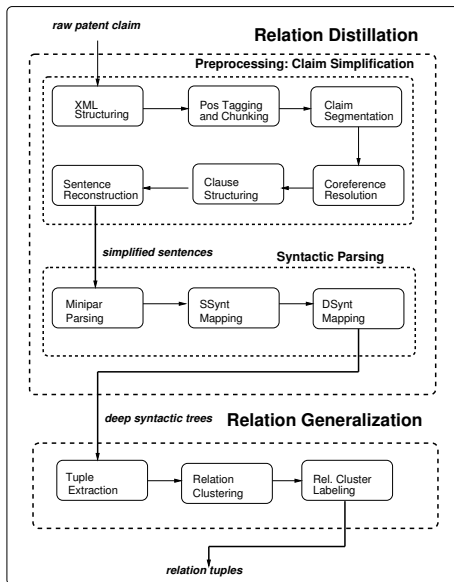 raw patent claim
Relation Distillation
Preprocessing: Claim Simplification
XML
Structuring
Pos Tagging
and Chunking
Claim
Segmentation
Sentence
Reconstruction
Clause
Structuring
Coreference
Resolution
simplified sentences
Syntactic Parsing
Minipar
Parsing
SSynt
Mapping
DSynt
Mapping
deep syntactic trees
Relation Generalization
Tuple
Extraction
Relation
Clustering
Rel. Cluster
Labeling
relation tuples